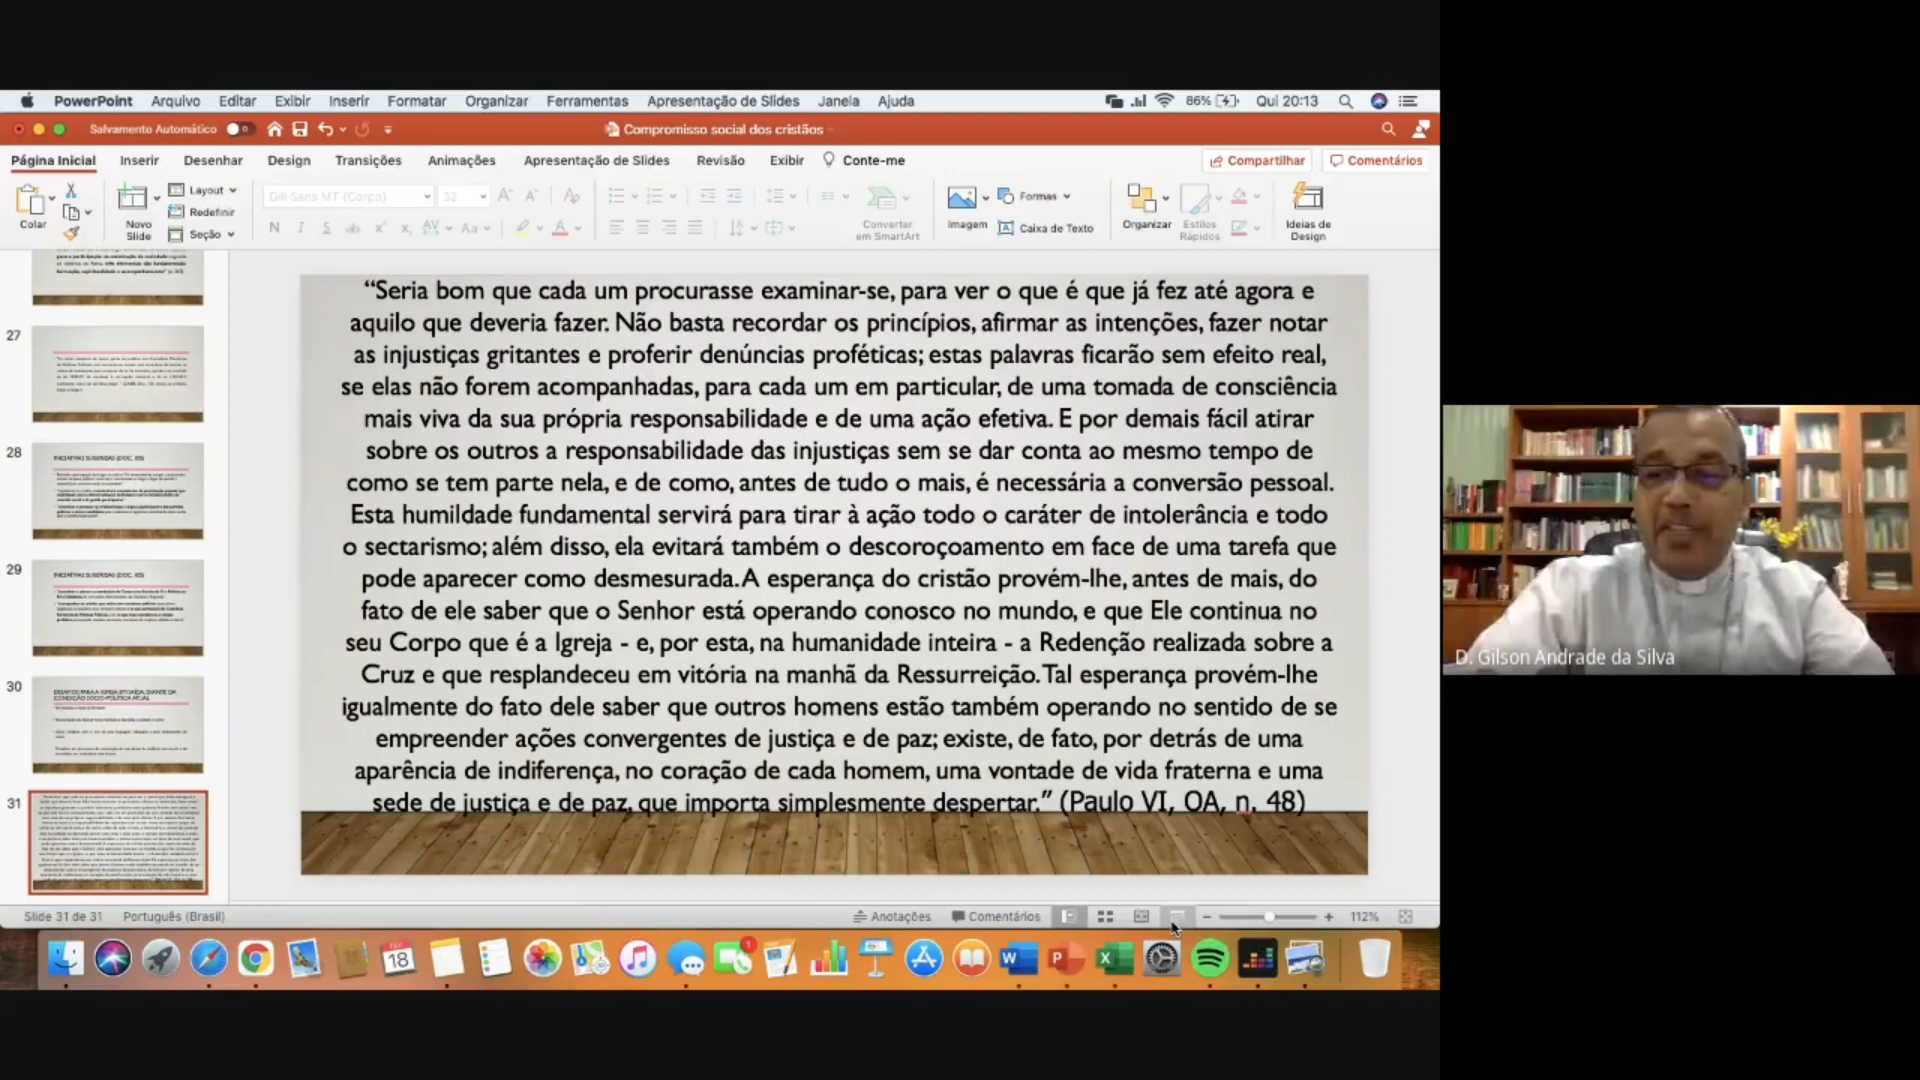 PowerPoint Arquivo Editar Exibir Inserir Formatar Organizar Ferramentas Apresentação de Slides Janela Ajuda 86% Qui 20:13
Salvamento Automático Compromisso social dos cristãos
Página Inicial Inserir Desenhar Design Transições Animações Apresentação de Slides Revisão Exibir Conte-me Compartilhar Comentários
Colar
Novo Slide
Layout
Redefinir
Seção
Gill Sans MT (Corpo) 32
Converter em SmartArt
Imagem
Formas
Caixa de Texto
Organizar
Estilos Rápidos
Ideias de Design
27
28
INICIATIVAS SUGERIDAS (DOC. 105)
29
INICIATIVAS SUGERIDAS (DOC. 105)
30
31
“Seria bom que cada um procurasse examinar-se, para ver o que é que já fez até agora e
aquilo que deveria fazer. Não basta recordar os princípios, afirmar as intenções, fazer notar
as injustiças gritantes e proferir denúncias proféticas; estas palavras ficarão sem efeito real,
se elas não forem acompanhadas, para cada um em particular, de uma tomada de consciência
mais viva da sua própria responsabilidade e de uma ação efetiva. E por demais fácil atirar
sobre os outros a responsabilidade das injustiças sem se dar conta ao mesmo tempo de
como se tem parte nela, e de como, antes de tudo o mais, é necessária a conversão pessoal.
Esta humildade fundamental servirá para tirar à ação todo o caráter de intolerância e todo
o sectarismo; além disso, ela evitará também o descoroçoamento em face de uma tarefa que
pode aparecer como desmesurada. A esperança do cristão provém-lhe, antes de mais, do
fato de ele saber que o Senhor está operando conosco no mundo, e que Ele continua no
seu Corpo que é a Igreja - e, por esta, na humanidade inteira - a Redenção realizada sobre a
Cruz e que resplandeceu em vitória na manhã da Ressurreição. Tal esperança provém-lhe
igualmente do fato dele saber que outros homens estão também operando no sentido de se
empreender ações convergentes de justiça e de paz; existe, de fato, por detrás de uma
aparência de indiferença, no coração de cada homem, uma vontade de vida fraterna e uma
sede de justiça e de paz, que importa simplesmente despertar.” (Paulo VI, OA, n. 48)
D. Gilson Andrade da Silva
Slide 31 de 31 Português (Brasil) Anotações Comentários 112%
18
1